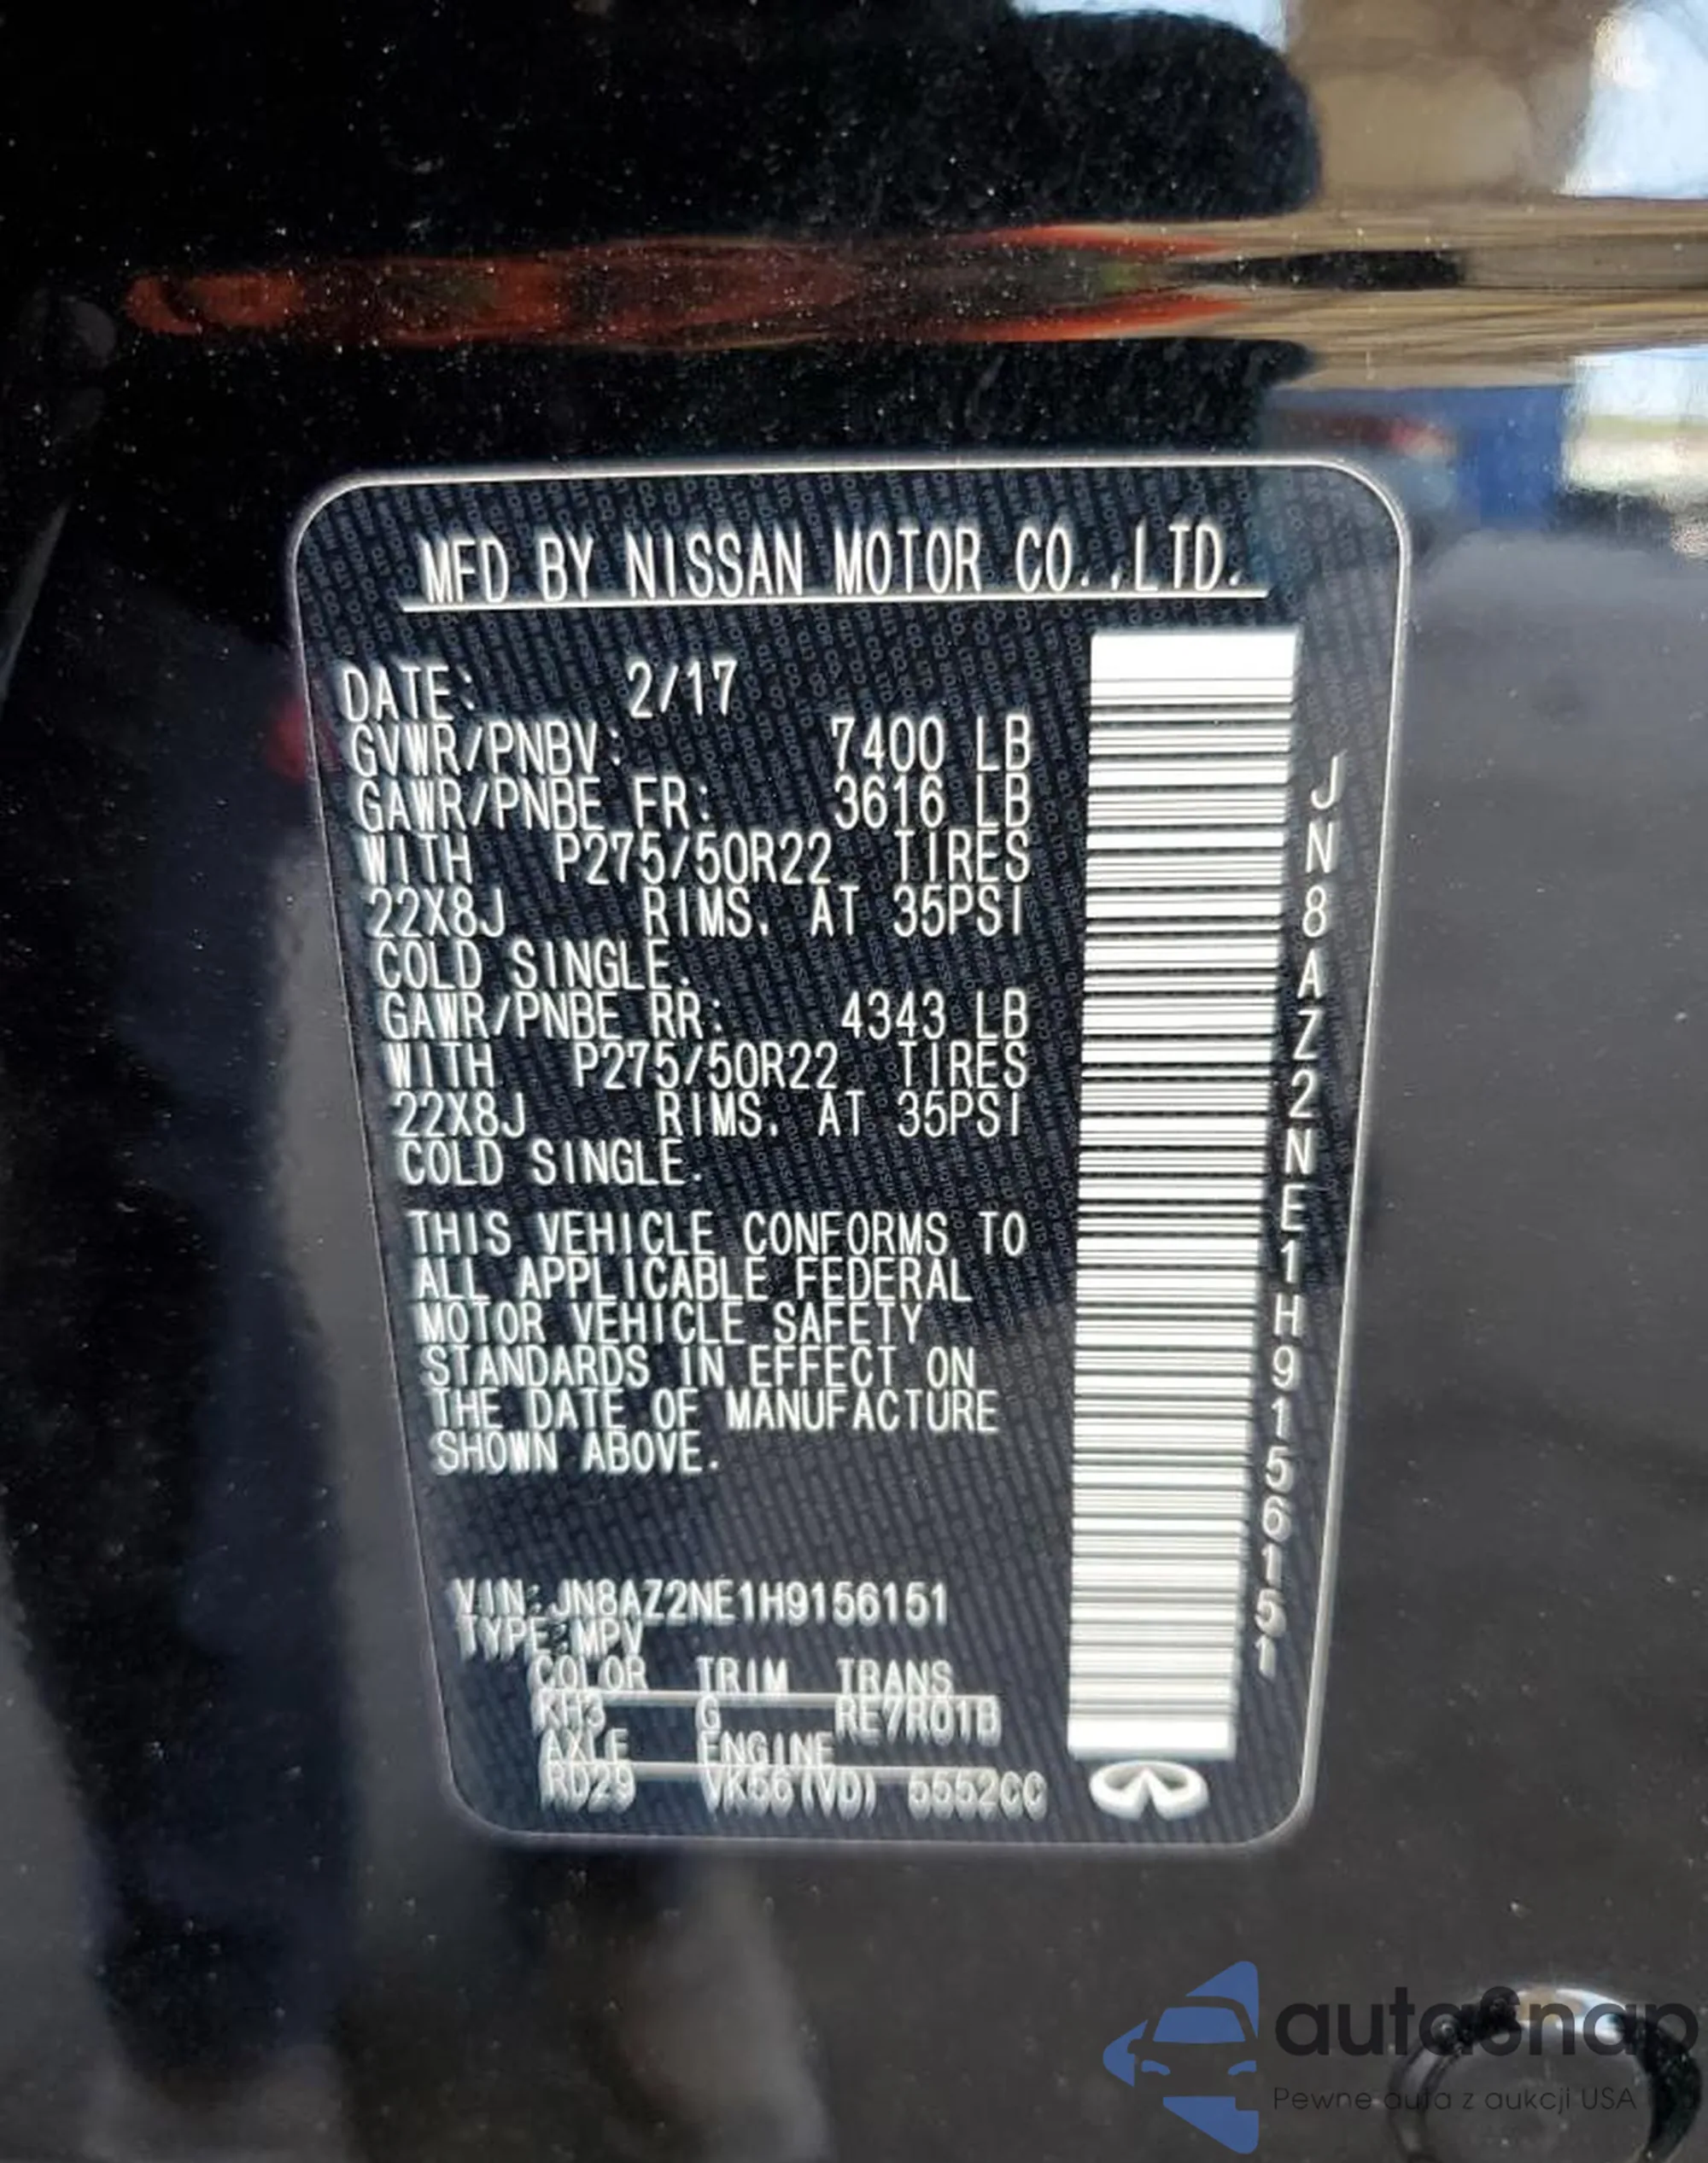 MFD BY NISSAN MOTOR CO.,LTD.
DATE: 2/17
GVWR/PNBV: 7400 LB
GAWR/PNBE FR: 3616 LB
WITH P275/50R22 TIRES
22X8J RIMS. AT 35PSI
COLD SINGLE.
GAWR/PNBE RR: 4343 LB
WITH P275/50R22 TIRES
22X8J RIMS. AT 35PSI
COLD SINGLE.
THIS VEHICLE CONFORMS TO
ALL APPLICABLE FEDERAL
MOTOR VEHICLE SAFETY
STANDARDS IN EFFECT ON
THE DATE OF MANUFACTURE
SHOWN ABOVE.
VIN:JN8AZ2NE1H9156151
TYPE:MPV
COLOR TRIM TRANS
KH3 G RE7R01B
AXLE ENGINE
RD29 VK56(VD) 5552CC
JN8AZ2NE1H9156151
autaSnap
Pewne auta z aukcji USA